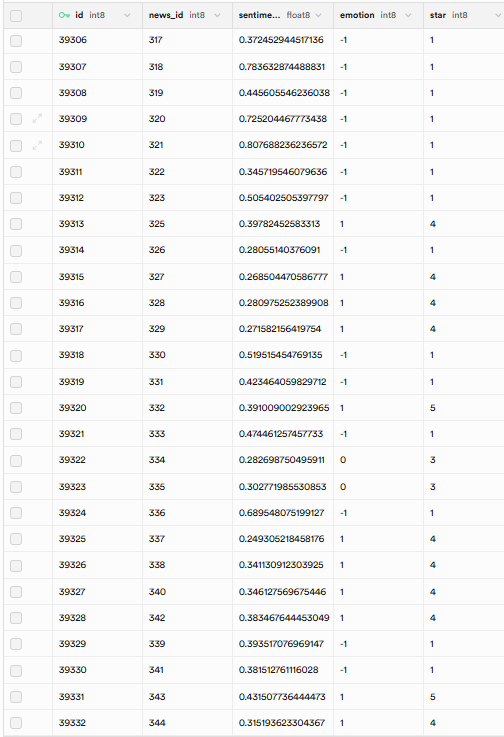 id int8 news_id int8 sentime... float8 emotion int8 star int8
39306 317 0.372452944517136 -1 1
39307 318 0.783632874488831 -1 1
39308 319 0.445605546236038 -1 1
39309 320 0.725204467773438 -1 1
39310 321 0.807688236236572 -1 1
39311 322 0.345719546079636 -1 1
39312 323 0.505402505397797 -1 1
39313 325 0.39782452583313 1 4
39314 326 0.28055140376091 -1 1
39315 327 0.268504470586777 1 4
39316 328 0.280975252389908 1 4
39317 329 0.271582156419754 1 4
39318 330 0.519515454769135 -1 1
39319 331 0.423464059829712 -1 1
39320 332 0.391009002923965 1 5
39321 333 0.474461257457733 -1 1
39322 334 0.282698750495911 0 3
39323 335 0.302771985530853 0 3
39324 336 0.689548075199127 -1 1
39325 337 0.249305218458176 1 4
39326 338 0.341130912303925 1 4
39327 340 0.346127569675446 1 4
39328 342 0.383467644453049 1 4
39329 339 0.393517076969147 -1 1
39330 341 0.381512761116028 -1 1
39331 343 0.431507736444473 1 5
39332 344 0.315193623304367 1 4